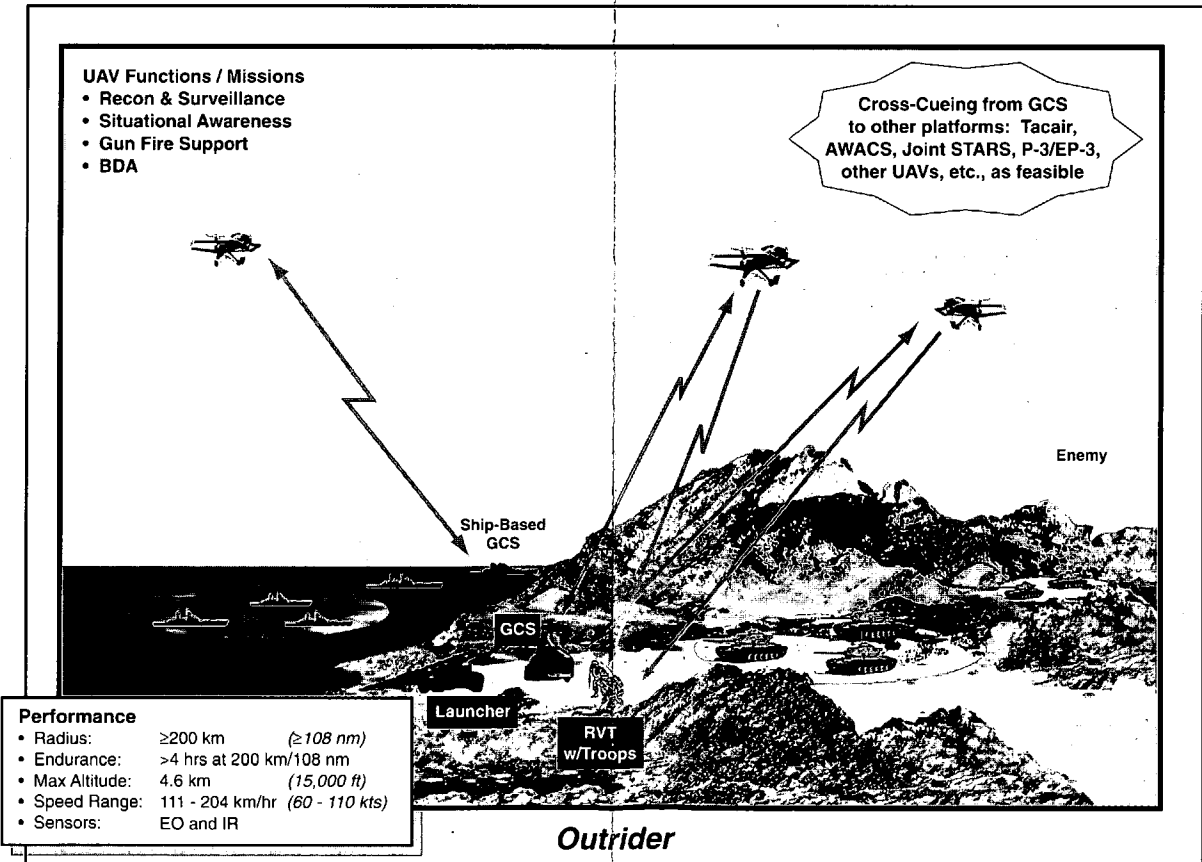 UAV Functions / Missions
• Recon & Surveillance
• Situational Awareness
• Gun Fire Support
• BDA
Cross-Cueing from GCS
to other platforms: Tacair,
AWACS, Joint STARS, P-3/EP-3,
other UAVs, etc., as feasible
Enemy
Ship-Based
GCS
GCS
Launcher
RVT
w/Troops
Performance
• Radius: ≥200 km (≥108 nm)
• Endurance: >4 hrs at 200 km/108 nm
• Max Altitude: 4.6 km (15,000 ft)
• Speed Range: 111 - 204 km/hr (60 - 110 kts)
• Sensors: EO and IR
Outrider